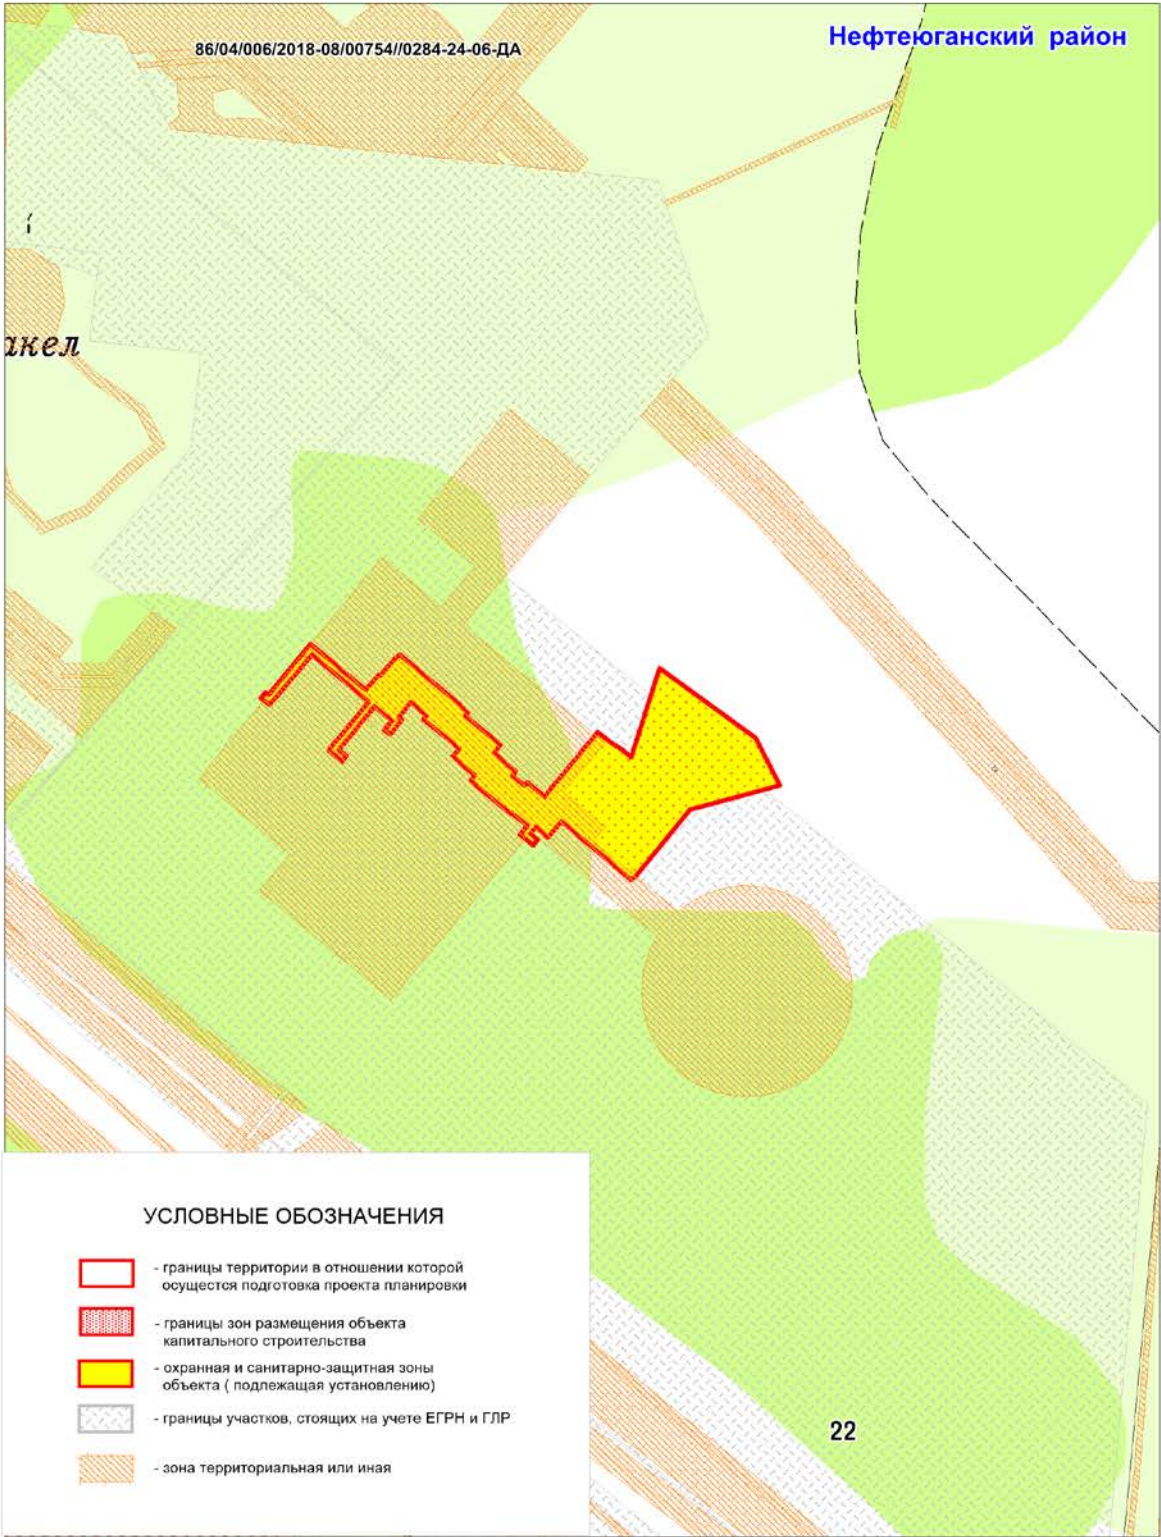 86/04/006/2018-08/00754//0284-24-06-ДА
Нефтеюганский район
акел
УСЛОВНЫЕ ОБОЗНАЧЕНИЯ
- границы территории в отношении которой
осущестся подготовка проекта планировки
- границы зон размещения объекта
капитального строительства
- охранная и санитарно-защитная зоны
объекта ( подлежащая установлению)
- границы участков, стоящих на учете ЕГРН и ГЛР
- зона территориальная или иная
22